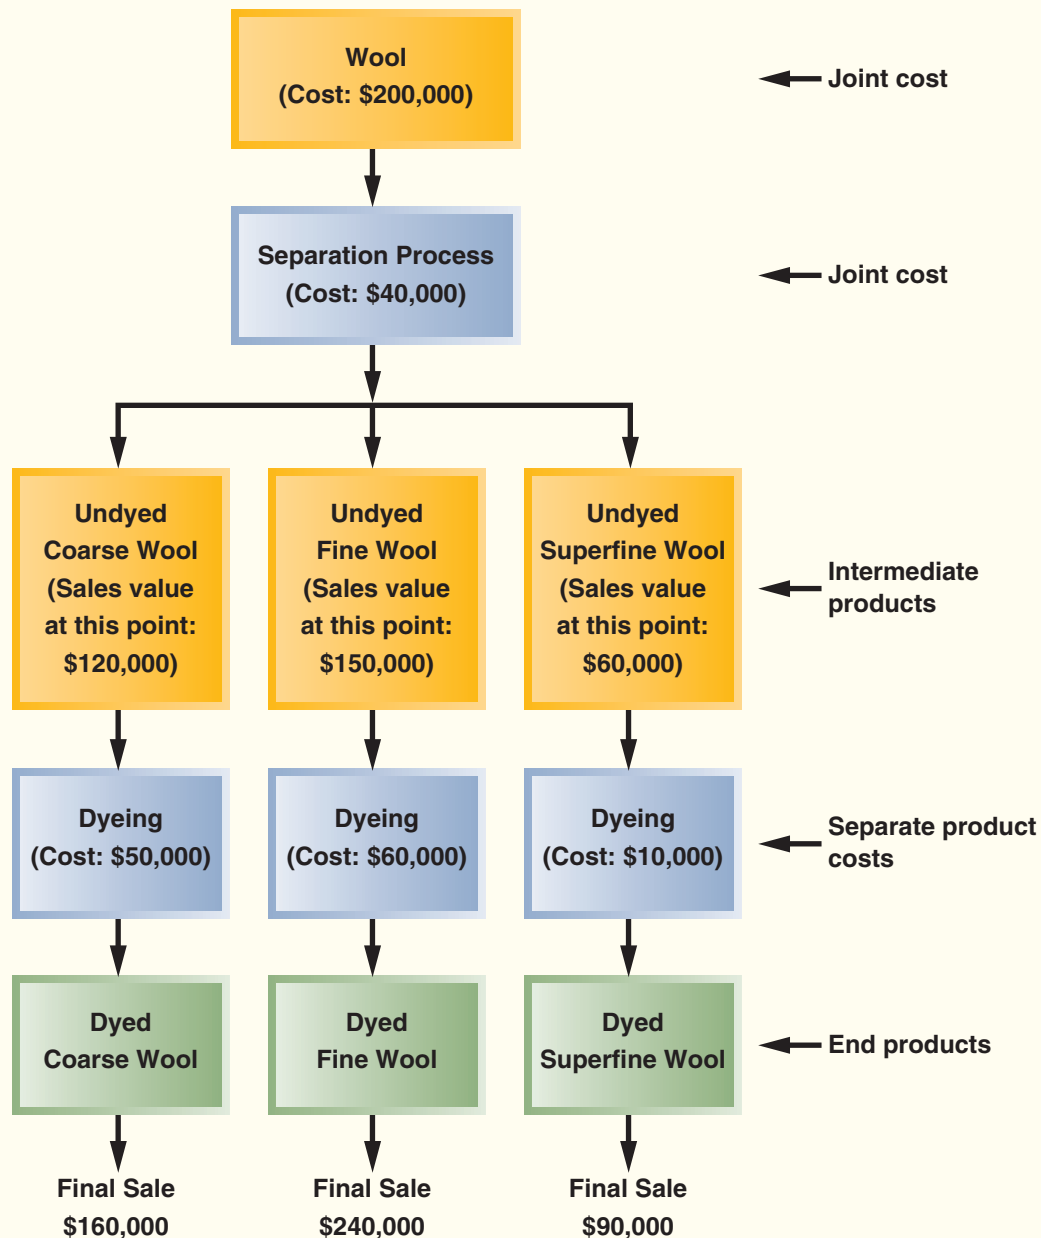 Wool
(Cost: $200,000)
Joint cost
Separation Process
(Cost: $40,000)
Joint cost
Undyed
Coarse Wool
(Sales value
at this point:
$120,000)
Undyed
Fine Wool
(Sales value
at this point:
$150,000)
Undyed
Superfine Wool
(Sales value
at this point:
$60,000)
Intermediate
products
Dyeing
(Cost: $50,000)
Dyeing
(Cost: $60,000)
Dyeing
(Cost: $10,000)
Separate product
costs
Dyed
Coarse Wool
Dyed
Fine Wool
Dyed
Superfine Wool
End products
Final Sale
$160,000
Final Sale
$240,000
Final Sale
$90,000